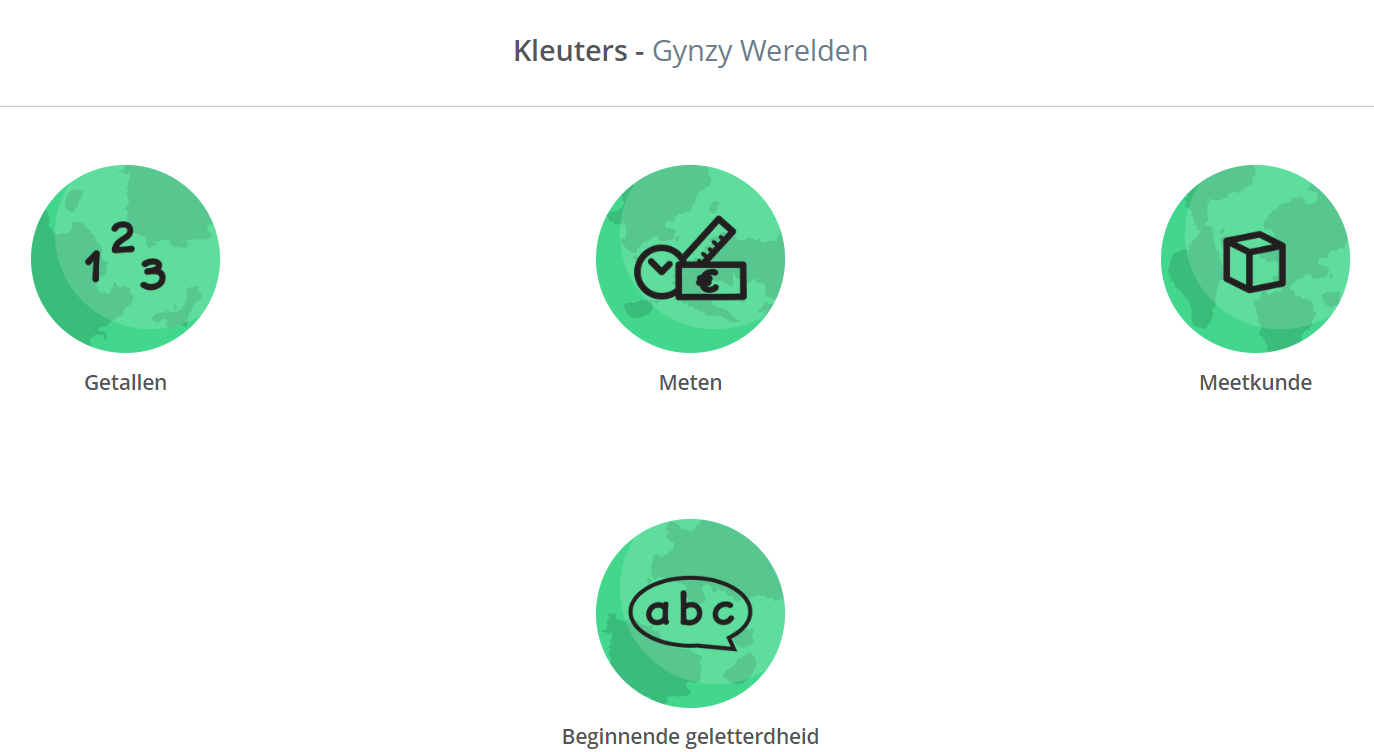 Kleuters - Gynzy Werelden
1 2 3
€
Getallen
Meten
Meetkunde
abc
Beginnende geletterdheid